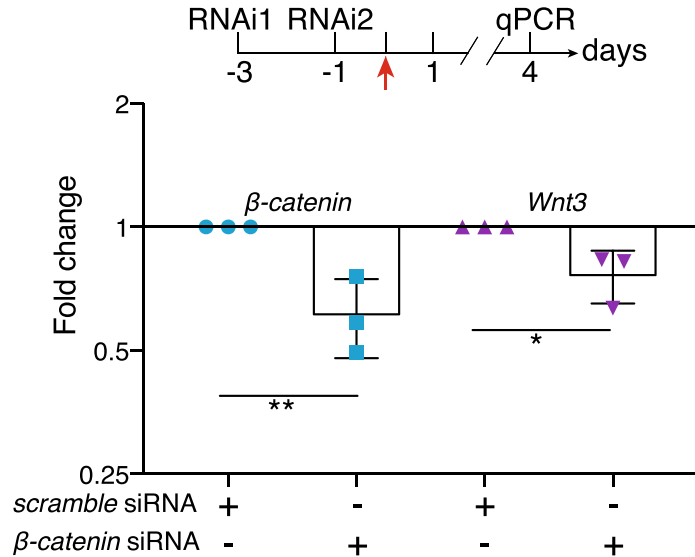 RNAi1 RNAi2 qPCR
days
-3 -1 1 4
2
β-catenin Wnt3
1
Fold change
0.5
*
**
0.25
scramble siRNA + - + -
β-catenin siRNA - + - +